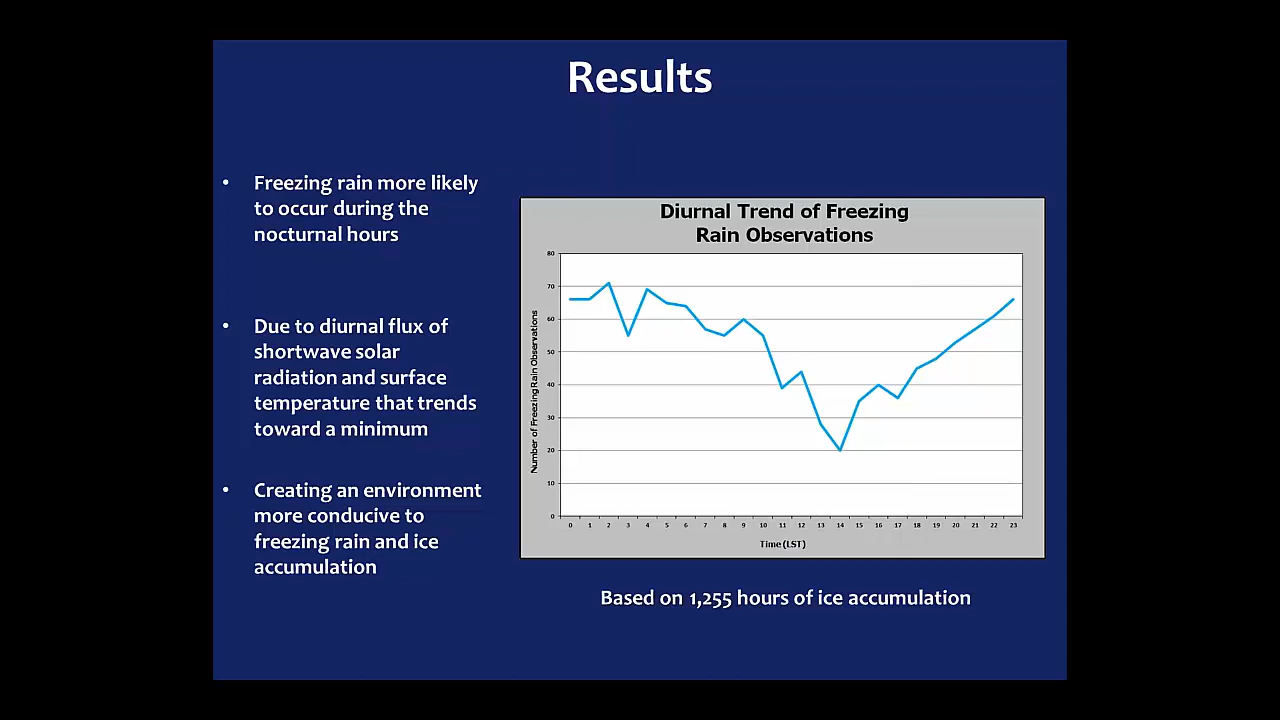 Results
• Freezing rain more likely
to occur during the
nocturnal hours
• Due to diurnal flux of
shortwave solar
radiation and surface
temperature that trends
toward a minimum
• Creating an environment
more conducive to
freezing rain and ice
accumulation
Diurnal Trend of Freezing
Rain Observations
Number of Freezing Rain Observations
80
70
60
50
40
30
20
10
0
0 1 2 3 4 5 6 7 8 9 10 11 12 13 14 15 16 17 18 19 20 21 22 23
Time (LST)
Based on 1,255 hours of ice accumulation